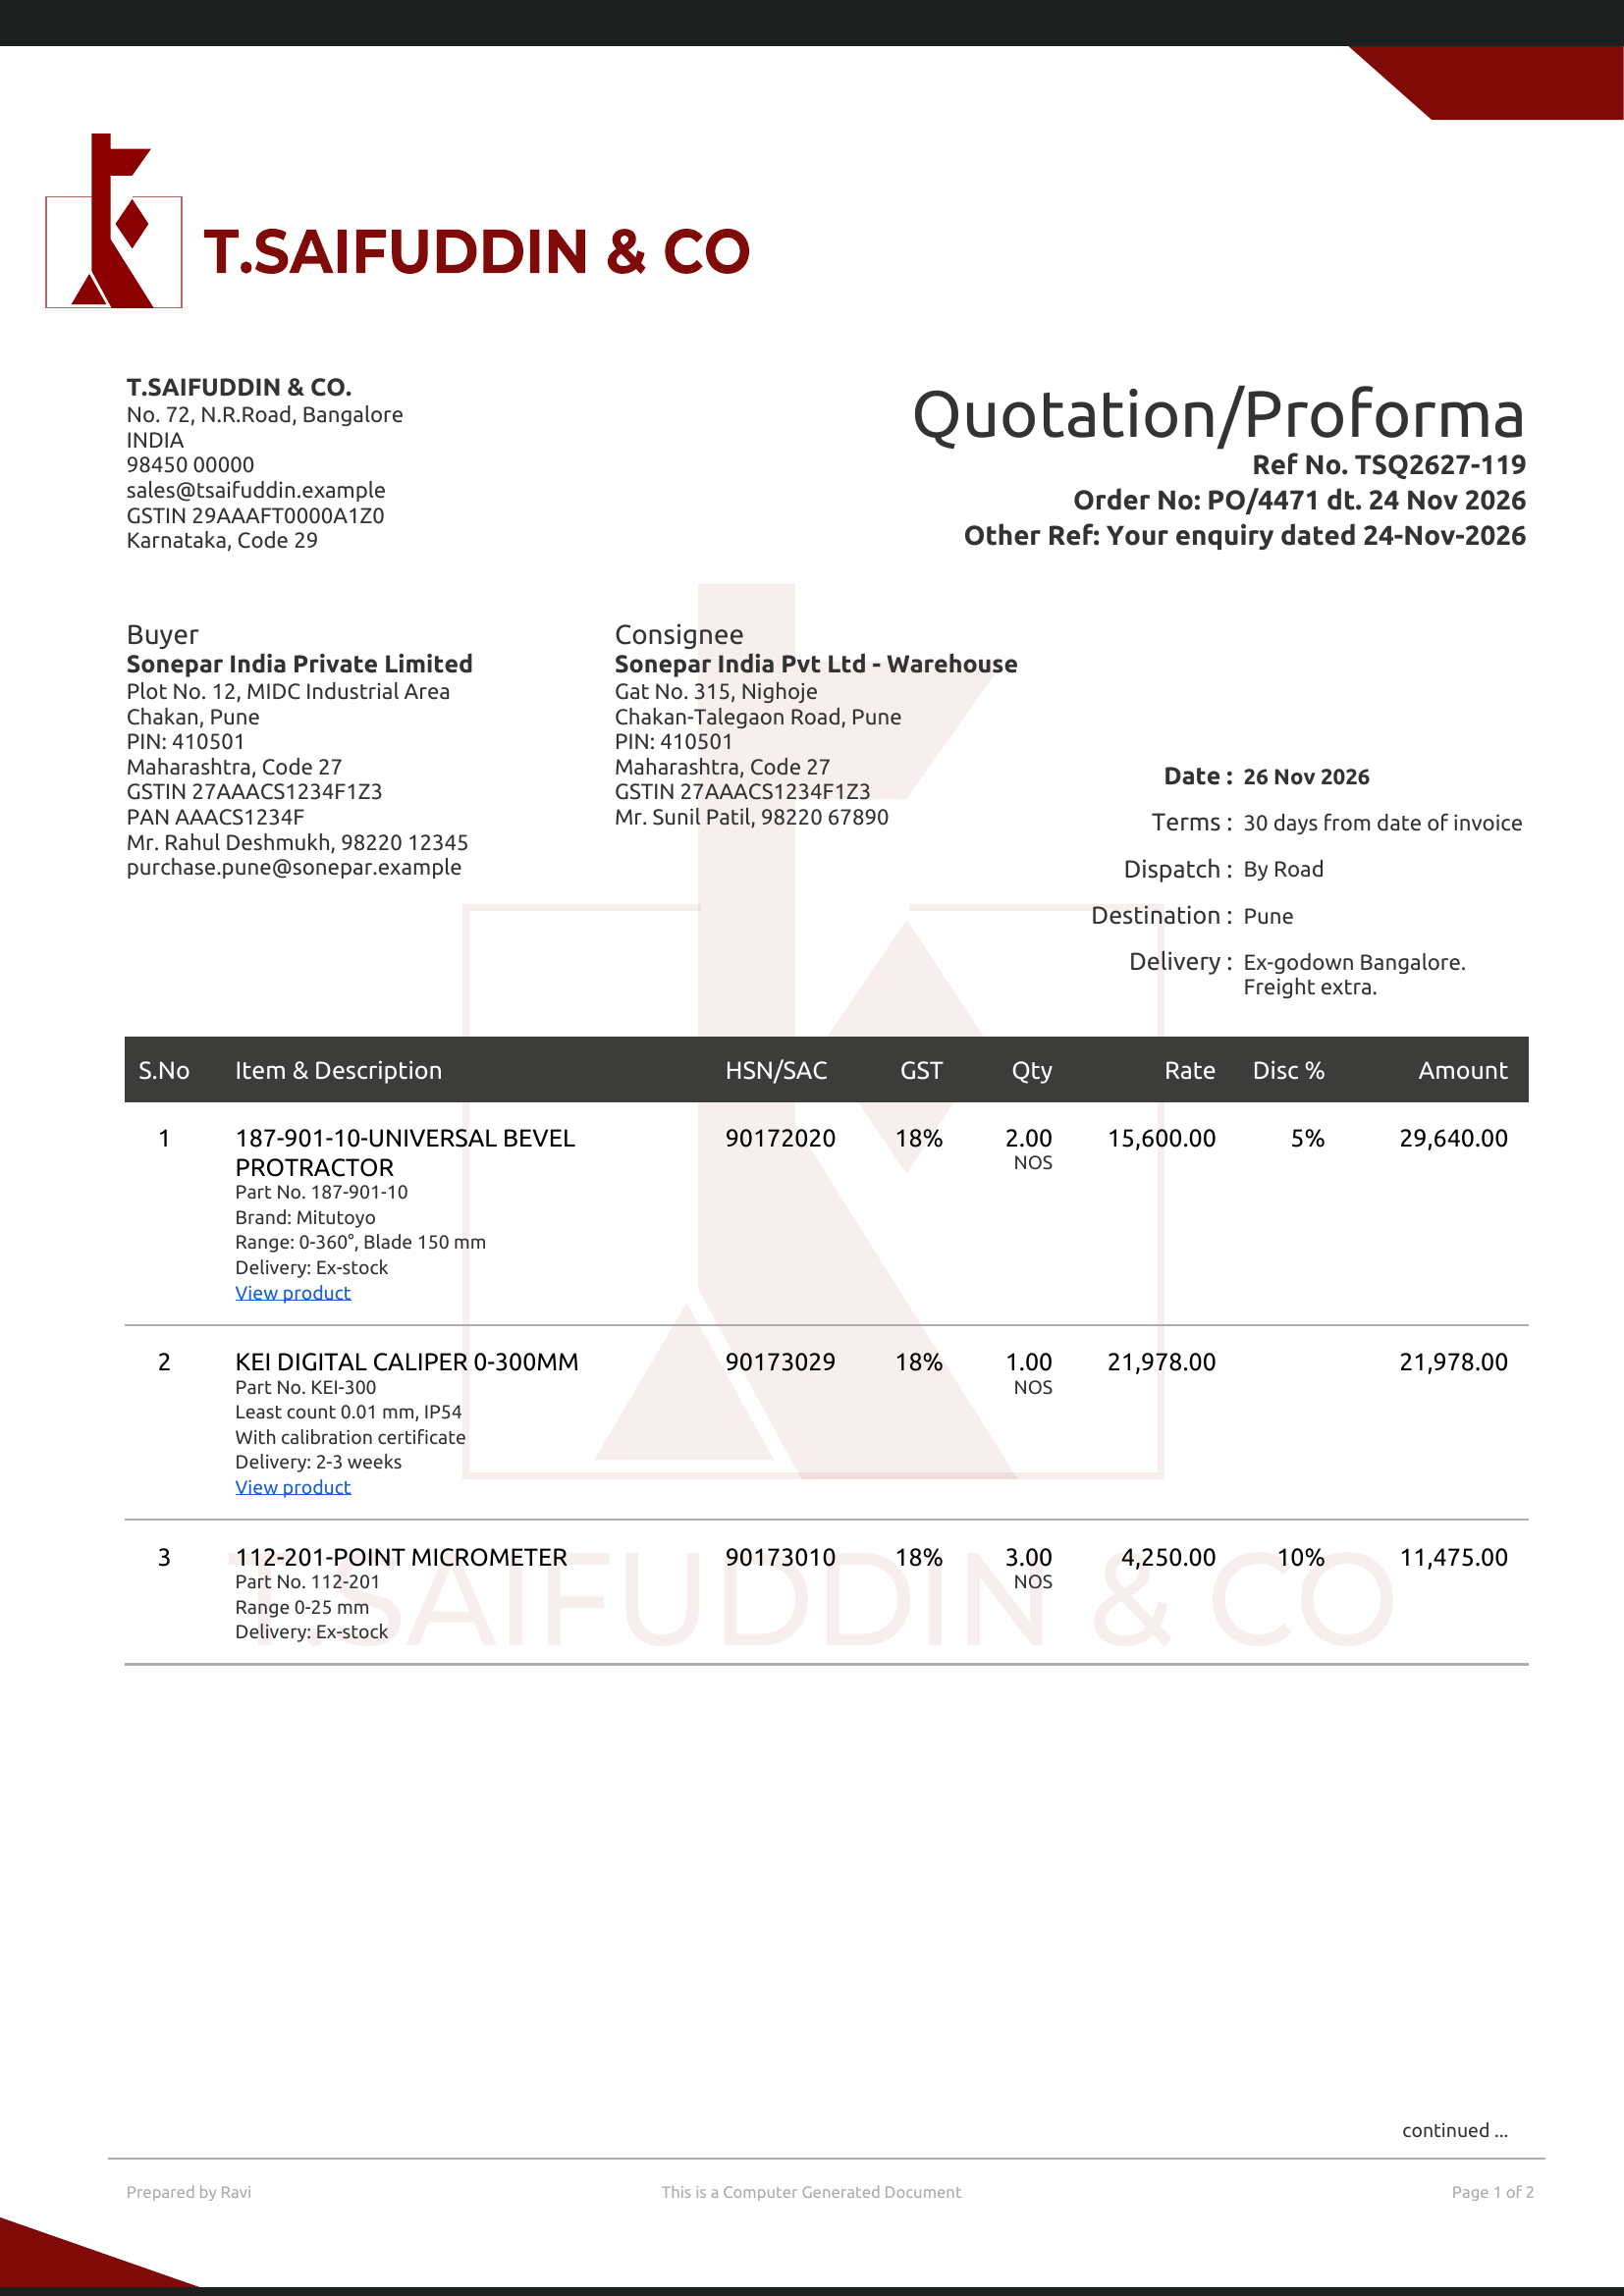 T.SAIFUDDIN & CO
T.SAIFUDDIN & CO.
No. 72, N.R.Road, Bangalore
INDIA
98450 00000
sales@tsaifuddin.example
GSTIN 29AAAFT0000A1Z0
Karnataka, Code 29
Quotation/Proforma
Ref No. TSQ2627-119
Order No: PO/4471 dt. 24 Nov 2026
Other Ref: Your enquiry dated 24-Nov-2026
Buyer
Sonepar India Private Limited
Plot No. 12, MIDC Industrial Area
Chakan, Pune
PIN: 410501
Maharashtra, Code 27
GSTIN 27AAACS1234F1Z3
PAN AAACS1234F
Mr. Rahul Deshmukh, 98220 12345
purchase.pune@sonepar.example
Consignee
Sonepar India Pvt Ltd - Warehouse
Gat No. 315, Nighoje
Chakan-Talegaon Road, Pune
PIN: 410501
Maharashtra, Code 27
GSTIN 27AAACS1234F1Z3
Mr. Sunil Patil, 98220 67890
Date : 26 Nov 2026
Terms : 30 days from date of invoice
Dispatch : By Road
Destination : Pune
Delivery : Ex-godown Bangalore.
Freight extra.
S.No Item & Description HSN/SAC GST Qty Rate Disc % Amount
1 187-901-10-UNIVERSAL BEVEL 90172020 18% 2.00 15,600.00 5% 29,640.00
PROTRACTOR NOS
Part No. 187-901-10
Brand: Mitutoyo
Range: 0-360°, Blade 150 mm
Delivery: Ex-stock
View product
2 KEI DIGITAL CALIPER 0-300MM 90173029 18% 1.00 21,978.00 21,978.00
Part No. KEI-300 NOS
Least count 0.01 mm, IP54
With calibration certificate
Delivery: 2-3 weeks
View product
3 112-201-POINT MICROMETER 90173010 18% 3.00 4,250.00 10% 11,475.00
Part No. 112-201 NOS
Range 0-25 mm
Delivery: Ex-stock
T.SAIFUDDIN & CO
continued ...
Prepared by Ravi This is a Computer Generated Document Page 1 of 2